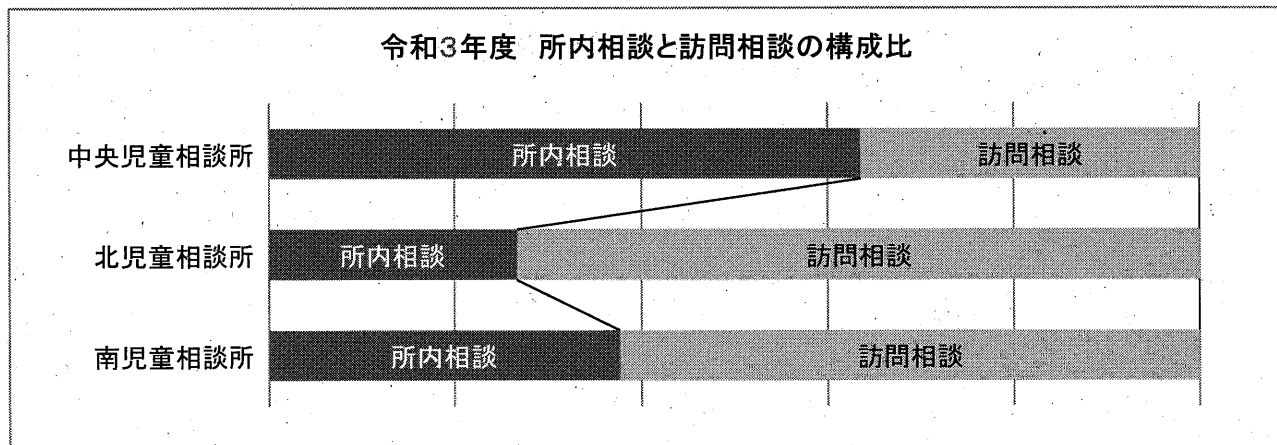 令和3年度 所内相談と訪問相談の構成比
中央児童相談所 所内相談 訪問相談
北児童相談所 所内相談 訪問相談
南児童相談所 所内相談 訪問相談